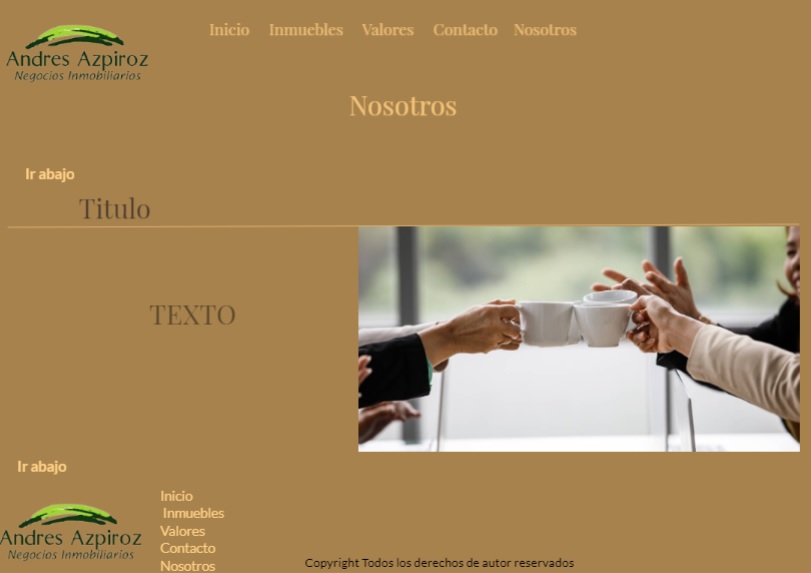 Inicio Inmuebles Valores Contacto Nosotros
Andres Azpiroz
Negocios Inmobiliarios
Nosotros
Ir abajo
Titulo
TEXTO
Ir abajo
Andres Azpiroz
Negocios Inmobiliarios
Inicio
Inmuebles
Valores
Contacto
Nosotros
Copyright Todos los derechos de autor reservados